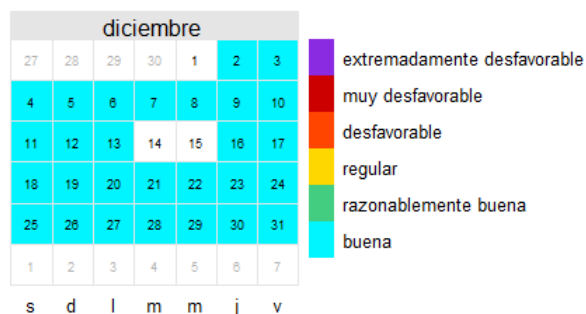 diciembre
27 28 29 30 1 2 3
4 5 6 7 8 9 10
11 12 13 14 15 16 17
18 19 20 21 22 23 24
25 26 27 28 29 30 31
1 2 3 4 5 6 7
s d l m m j v
extremadamente desfavorable
muy desfavorable
desfavorable
regular
razonablemente buena
buena